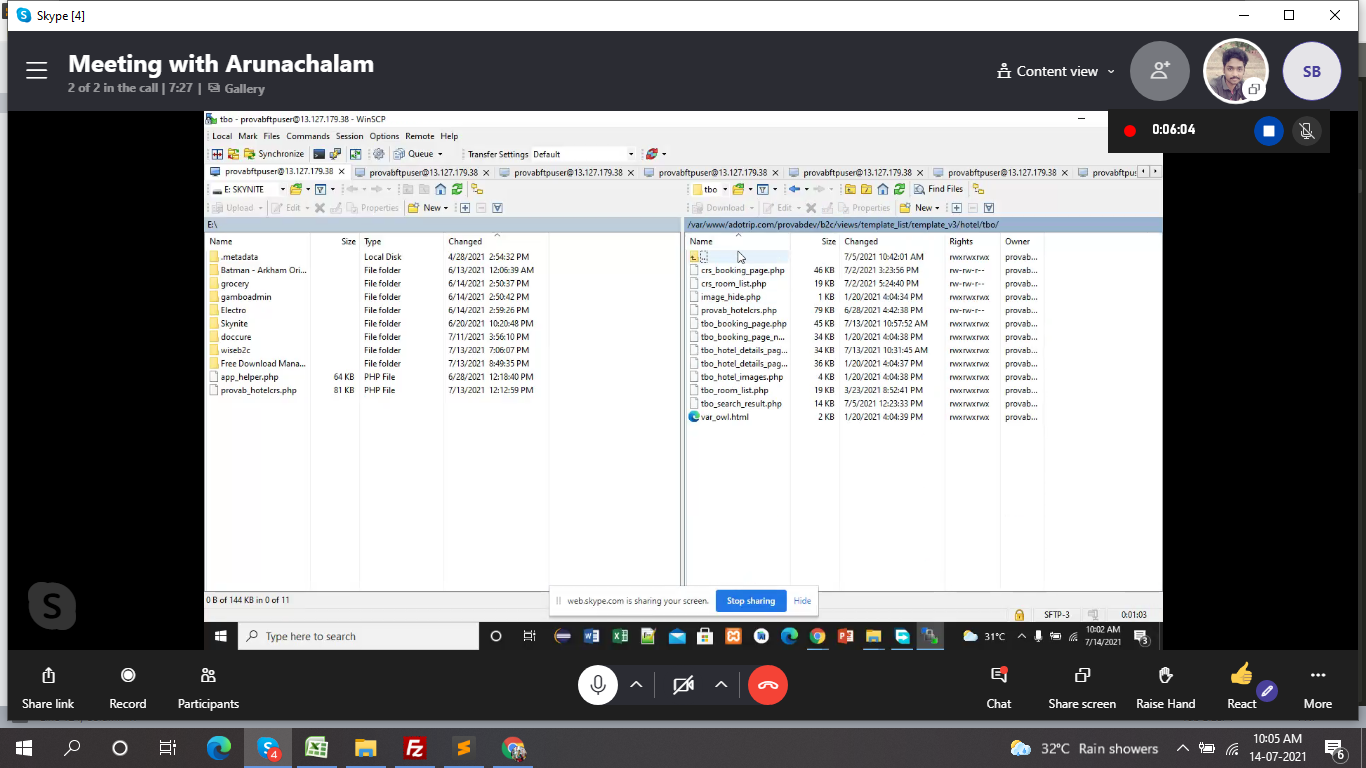 Skype [4]
Meeting with Arunachalam
2 of 2 in the call | 7:27 | Gallery
Content view
SB
0:06:04
tbo - provabftpuser@13.127.179.38 - WinSCP
Local Mark Files Commands Session Options Remote Help
Synchronize Queue Transfer Settings Default
provabftpuser@13.127.179.38 provabftpuser@13.127.179.38 provabftpuser@13.127.179.38 provabftpuser@13.127.179.38 provabftpuser@13.127.179.38 provabftpuser@13.127.179.38 provabftpus
E: SKYNITE tbo Find Files
Upload Edit Properties New Download Edit Properties New
E:\ /var/www/adotrip.com/provabdev/b2c/views/template_list/template_v3/hotel/tbo/
Name Size Type Changed Name Size Changed Rights Owner
.metadata Local Disk 4/28/2021 2:54:32 PM .. 7/5/2021 10:42:01 AM rwxrwxrwx provab...
Batman - Arkham Ori... File folder 6/13/2021 12:06:39 AM crs_booking_page.php 46 KB 7/2/2021 3:23:56 PM rw-rw-r-- provab...
grocery File folder 6/14/2021 2:50:37 PM crs_room_list.php 19 KB 7/2/2021 5:24:40 PM rw-rw-r-- provab...
gamboadmin File folder 6/14/2021 2:50:42 PM image_hide.php 1 KB 1/20/2021 4:04:34 PM rwxrwxrwx provab...
Electro File folder 6/14/2021 2:59:26 PM provab_hotelcrs.php 79 KB 6/28/2021 4:42:38 PM rw-rw-r-- provab...
Skynite File folder 6/20/2021 10:20:48 PM tbo_booking_page.php 45 KB 7/13/2021 10:57:52 AM rwxrwxrwx provab...
doccure File folder 7/11/2021 3:56:10 PM tbo_booking_page_n... 34 KB 1/20/2021 4:04:38 PM rwxrwxrwx provab...
wiseb2c File folder 7/13/2021 7:06:07 PM tbo_hotel_details_pag... 34 KB 7/13/2021 10:31:45 AM rwxrwxrwx provab...
Free Download Mana... File folder 7/13/2021 8:49:35 PM tbo_hotel_details_pag... 36 KB 1/20/2021 4:04:37 PM rwxrwxrwx provab...
app_helper.php 64 KB PHP File 6/28/2021 12:18:40 PM tbo_hotel_images.php 4 KB 1/20/2021 4:04:38 PM rwxrwxrwx provab...
provab_hotelcrs.php 81 KB PHP File 7/13/2021 12:12:59 PM tbo_room_list.php 19 KB 3/23/2021 8:52:41 PM rwxrwxrwx provab...
tbo_search_result.php 14 KB 7/5/2021 12:23:33 PM rwxrwxrwx provab...
var_owl.html 2 KB 1/20/2021 4:04:39 PM rwxrwxrwx provab...
0 B of 144 KB in 0 of 11
web.skype.com is sharing your screen. Stop sharing Hide
SFTP-3 0:01:03
Type here to search 31°C 10:02 AM
7/14/2021
3
Share link Record Participants Chat Share screen Raise Hand React More
4
32°C Rain showers 10:05 AM
14-07-2021
6